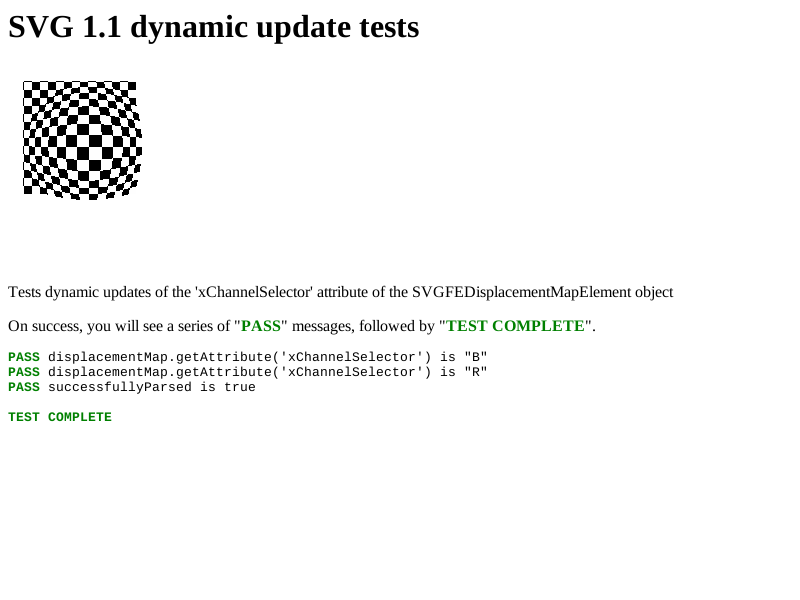 SVG 1.1 dynamic update tests
Tests dynamic updates of the 'xChannelSelector' attribute of the SVGFEDisplacementMapElement object
On success, you will see a series of "PASS" messages, followed by "TEST COMPLETE".
PASS displacementMap.getAttribute('xChannelSelector') is "B"
PASS displacementMap.getAttribute('xChannelSelector') is "R"
PASS successfullyParsed is true
TEST COMPLETE